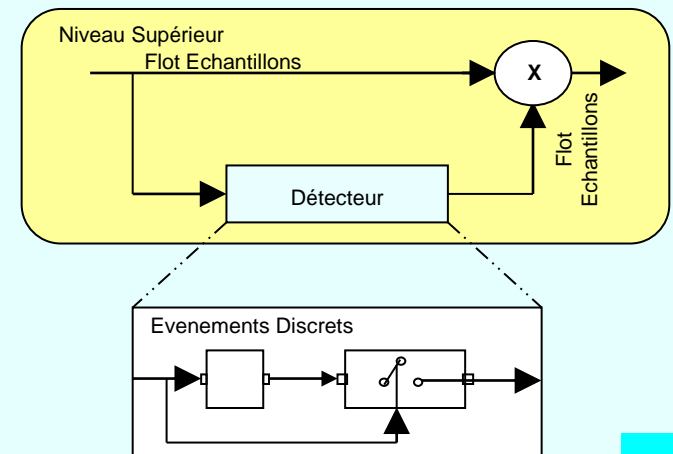 Niveau Supérieur
Flot Echantillons
X
Flot
Echantillons
Détecteur
Evenements Discrets